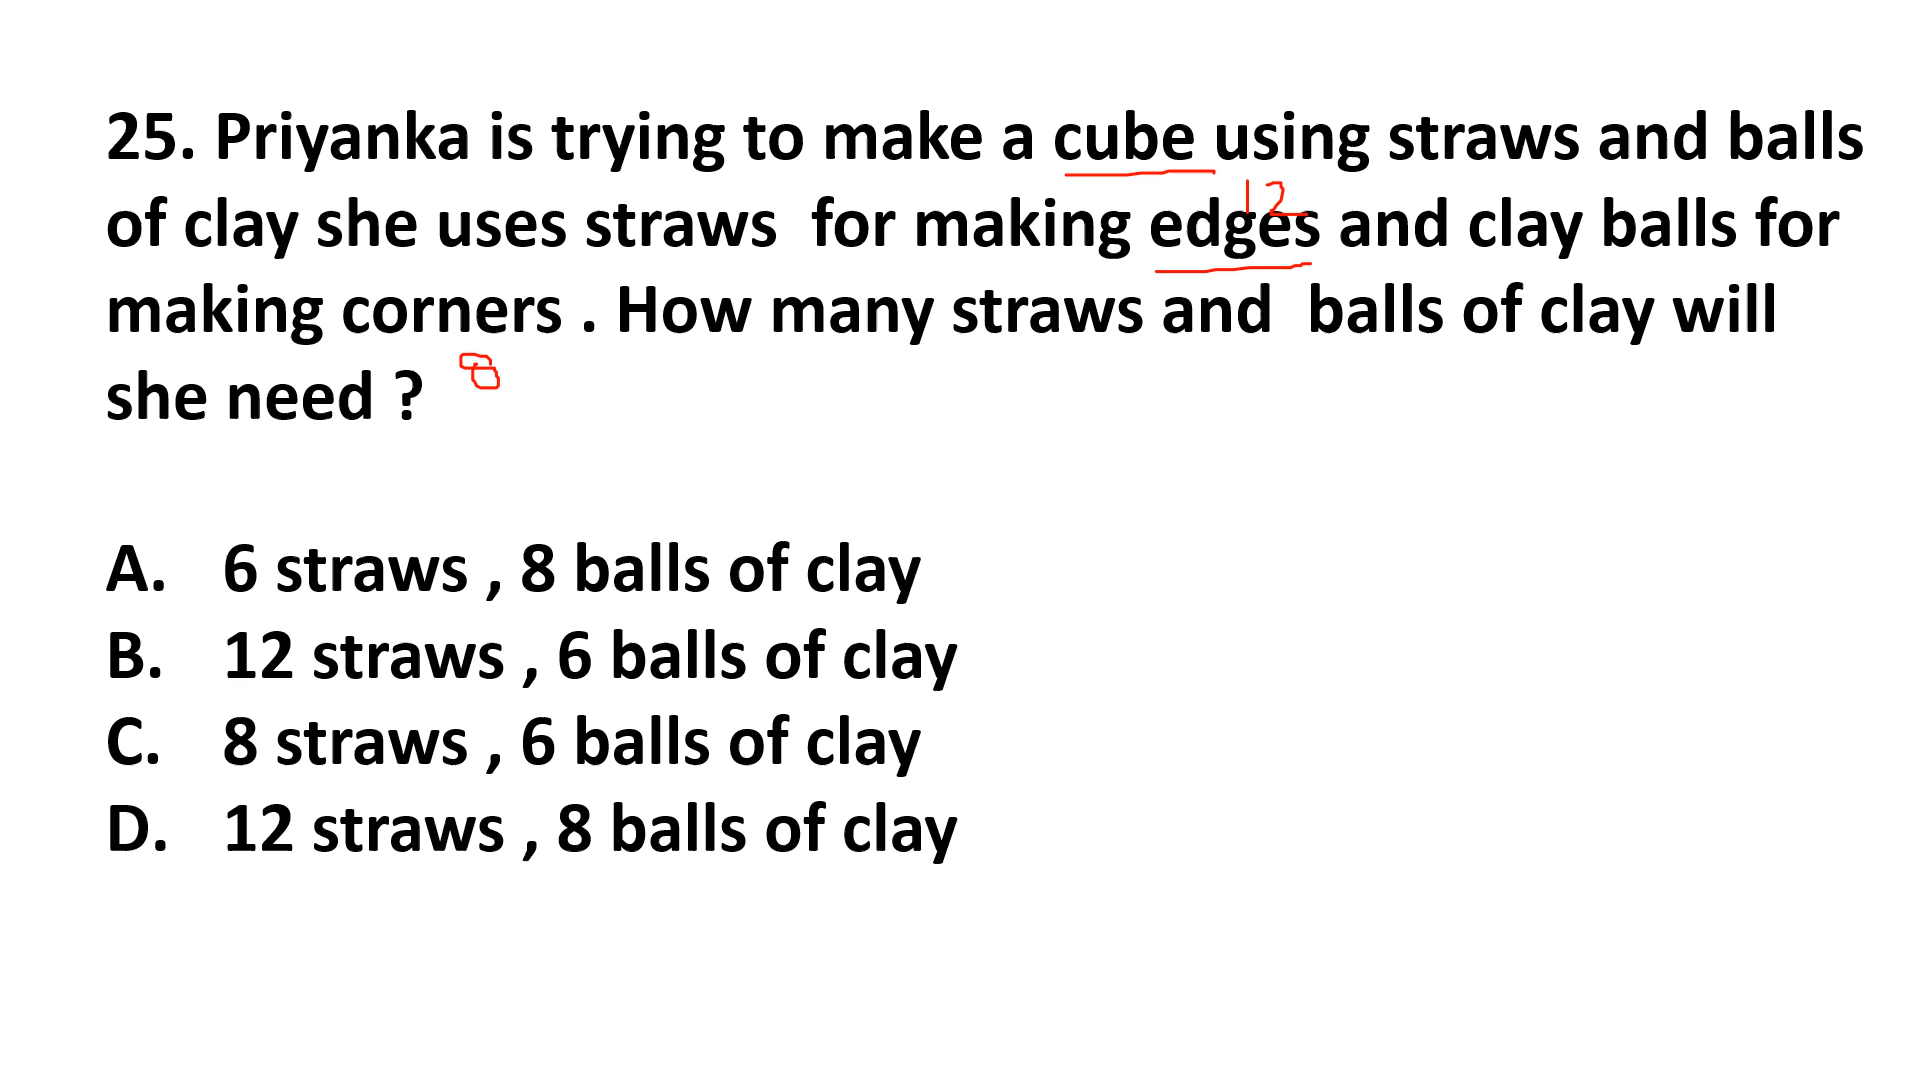 25. Priyanka is trying to make a cube using straws and balls
12
of clay she uses straws for making edges and clay balls for
making corners . How many straws and balls of clay will
8
she need ?
A. 6 straws , 8 balls of clay
B. 12 straws , 6 balls of clay
C. 8 straws , 6 balls of clay
D. 12 straws , 8 balls of clay